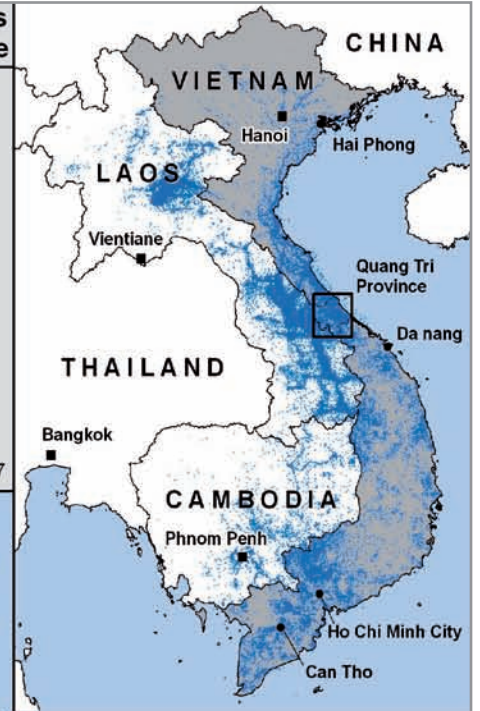 s
e
CHINA
VIETNAM
Hanoi
Hai Phong
LAOS
Vientiane
Quang Tri
Province
Da nang
THAILAND
Bangkok
7
CAMBODIA
Phnom Penh
Ho Chi Minh City
Can Tho